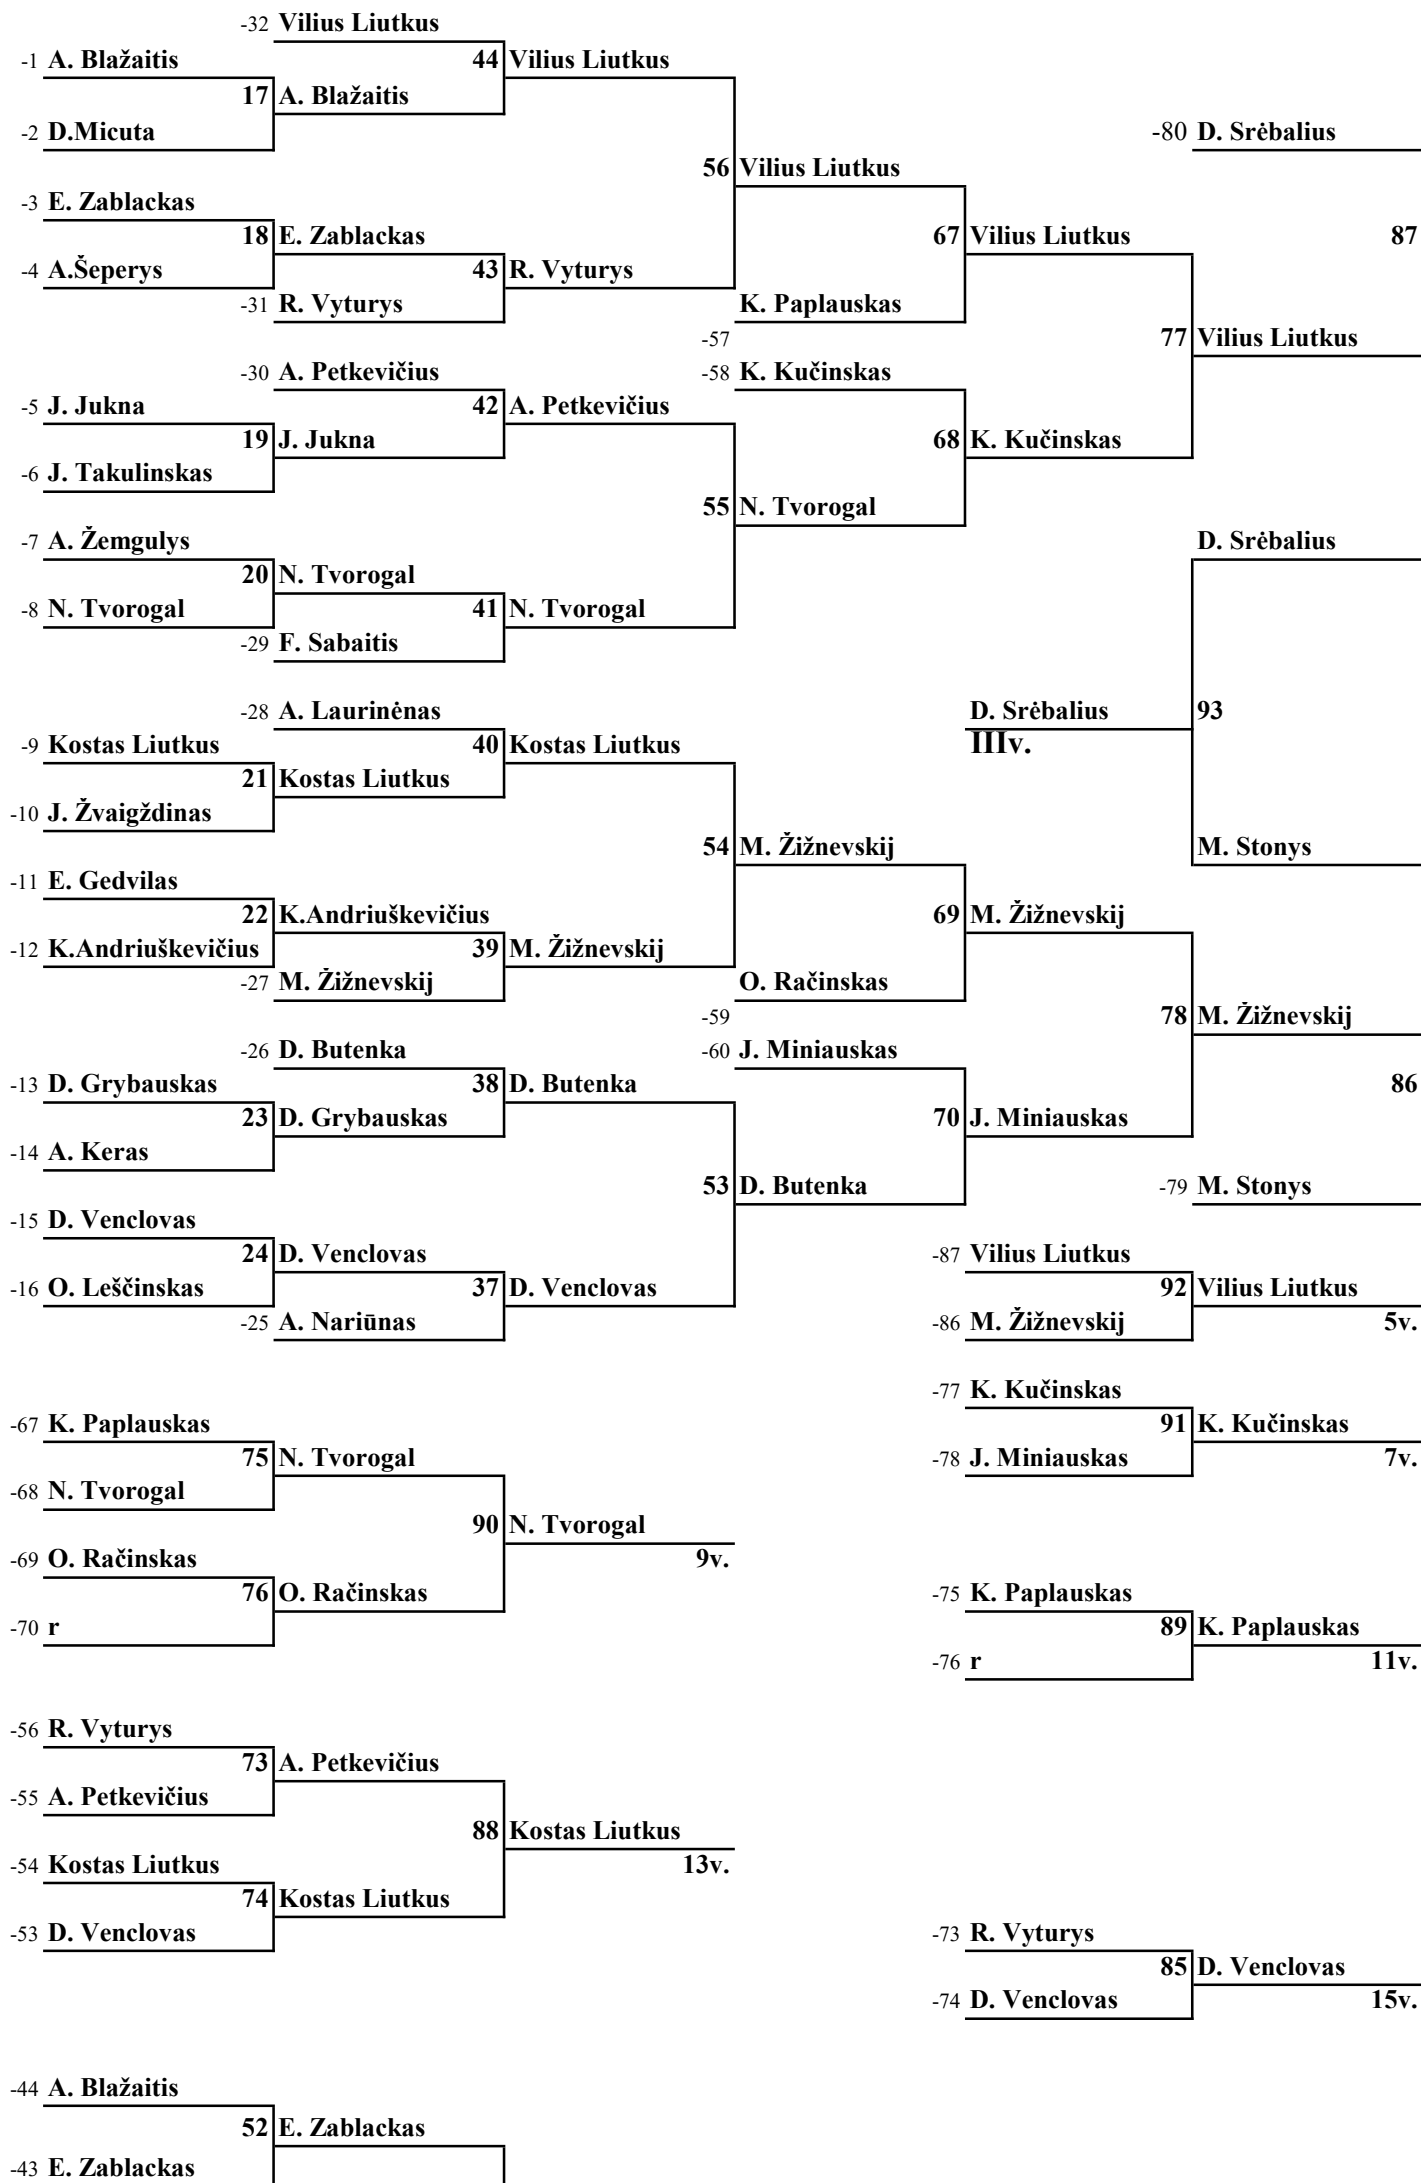 -32 Vilius Liutkus
-1 A. Blažaitis 44 Vilius Liutkus
17 A. Blažaitis
-2 D.Micuta -80 D. Srėbalius
56 Vilius Liutkus
-3 E. Zablackas
18 E. Zablackas 67 Vilius Liutkus 87
-4 A.Šeperys 43 R. Vyturys
-31 R. Vyturys K. Paplauskas
-57 77 Vilius Liutkus
-30 A. Petkevičius -58 K. Kučinskas
-5 J. Jukna 42 A. Petkevičius
19 J. Jukna 68 K. Kučinskas
-6 J. Takulinskas
55 N. Tvorogal
-7 A. Žemgulys D. Srėbalius
20 N. Tvorogal
-8 N. Tvorogal 41 N. Tvorogal
-29 F. Sabaitis
-28 A. Laurinėnas D. Srėbalius 93
-9 Kostas Liutkus 40 Kostas Liutkus IIIv.
21 Kostas Liutkus
-10 J. Žvaigždinas
54 M. Žižnevskij M. Stonys
-11 E. Gedvilas
22 K.Andriuškevičius 69 M. Žižnevskij
-12 K.Andriuškevičius 39 M. Žižnevskij
-27 M. Žižnevskij O. Račinskas
-59 78 M. Žižnevskij
-26 D. Butenka -60 J. Miniauskas
-13 D. Grybauskas 38 D. Butenka 86
23 D. Grybauskas 70 J. Miniauskas
-14 A. Keras
53 D. Butenka -79 M. Stonys
-15 D. Venclovas
24 D. Venclovas -87 Vilius Liutkus
-16 O. Leščinskas 37 D. Venclovas 92 Vilius Liutkus
-25 A. Nariūnas -86 M. Žižnevskij 5v.
-77 K. Kučinskas
-67 K. Paplauskas 91 K. Kučinskas
75 N. Tvorogal -78 J. Miniauskas 7v.
-68 N. Tvorogal
90 N. Tvorogal
-69 O. Račinskas 9v.
76 O. Račinskas -75 K. Paplauskas
-70 r 89 K. Paplauskas
-76 r 11v.
-56 R. Vyturys
73 A. Petkevičius
-55 A. Petkevičius
88 Kostas Liutkus
-54 Kostas Liutkus 13v.
74 Kostas Liutkus
-53 D. Venclovas -73 R. Vyturys
85 D. Venclovas
-74 D. Venclovas 15v.
-44 A. Blažaitis
52 E. Zablackas
-43 E. Zablackas